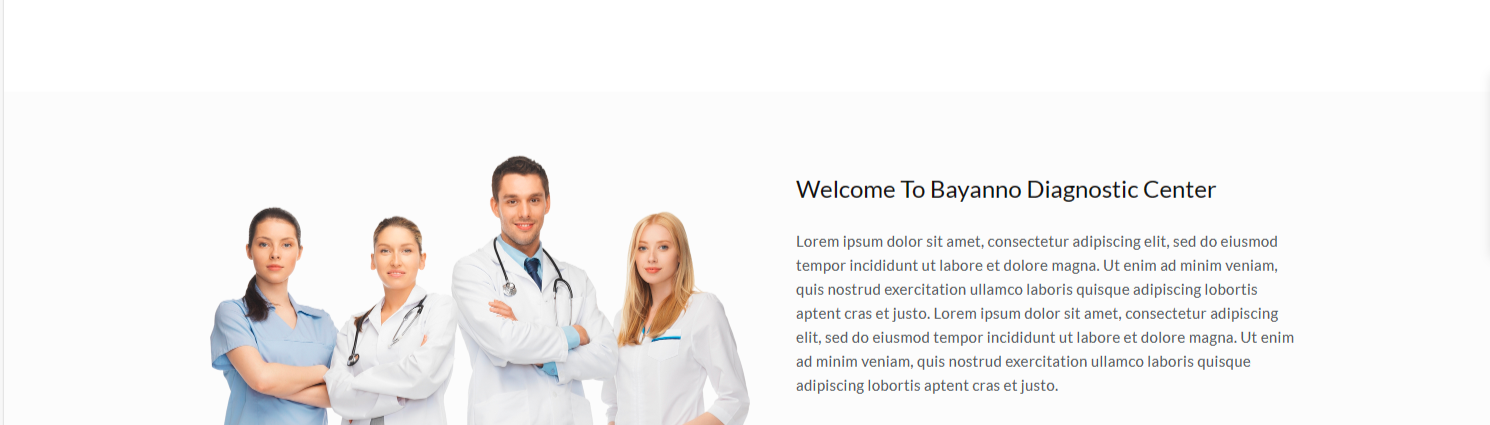 Welcome To Bayanno Diagnostic Center
Lorem ipsum dolor sit amet, consectetur adipiscing elit, sed do eiusmod
tempor incididunt ut labore et dolore magna. Ut enim ad minim veniam,
quis nostrud exercitation ullamco laboris quisque adipiscing lobortis
aptent cras et justo. Lorem ipsum dolor sit amet, consectetur adipiscing
elit, sed do eiusmod tempor incididunt ut labore et dolore magna. Ut enim
ad minim veniam, quis nostrud exercitation ullamco laboris quisque
adipiscing lobortis aptent cras et justo.